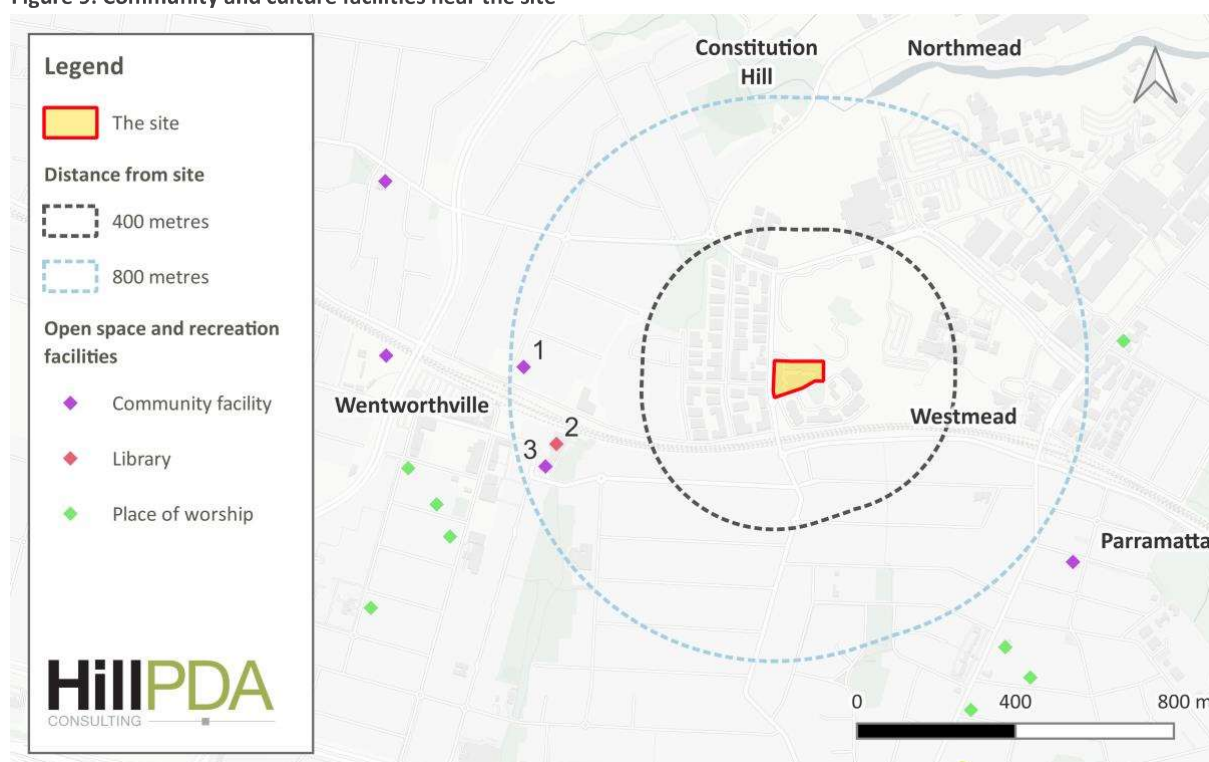 Figure 9: Community and culture facilities near the site
Legend
The site
Distance from site
400 metres
800 metres
Open space and recreation
facilities
Community facility
Library
Place of worship
HillPDA
CONSULTING
Constitution
Hill
Northmead
1
Wentworthville
2
3
Westmead
Parramatta
0
400
800 m